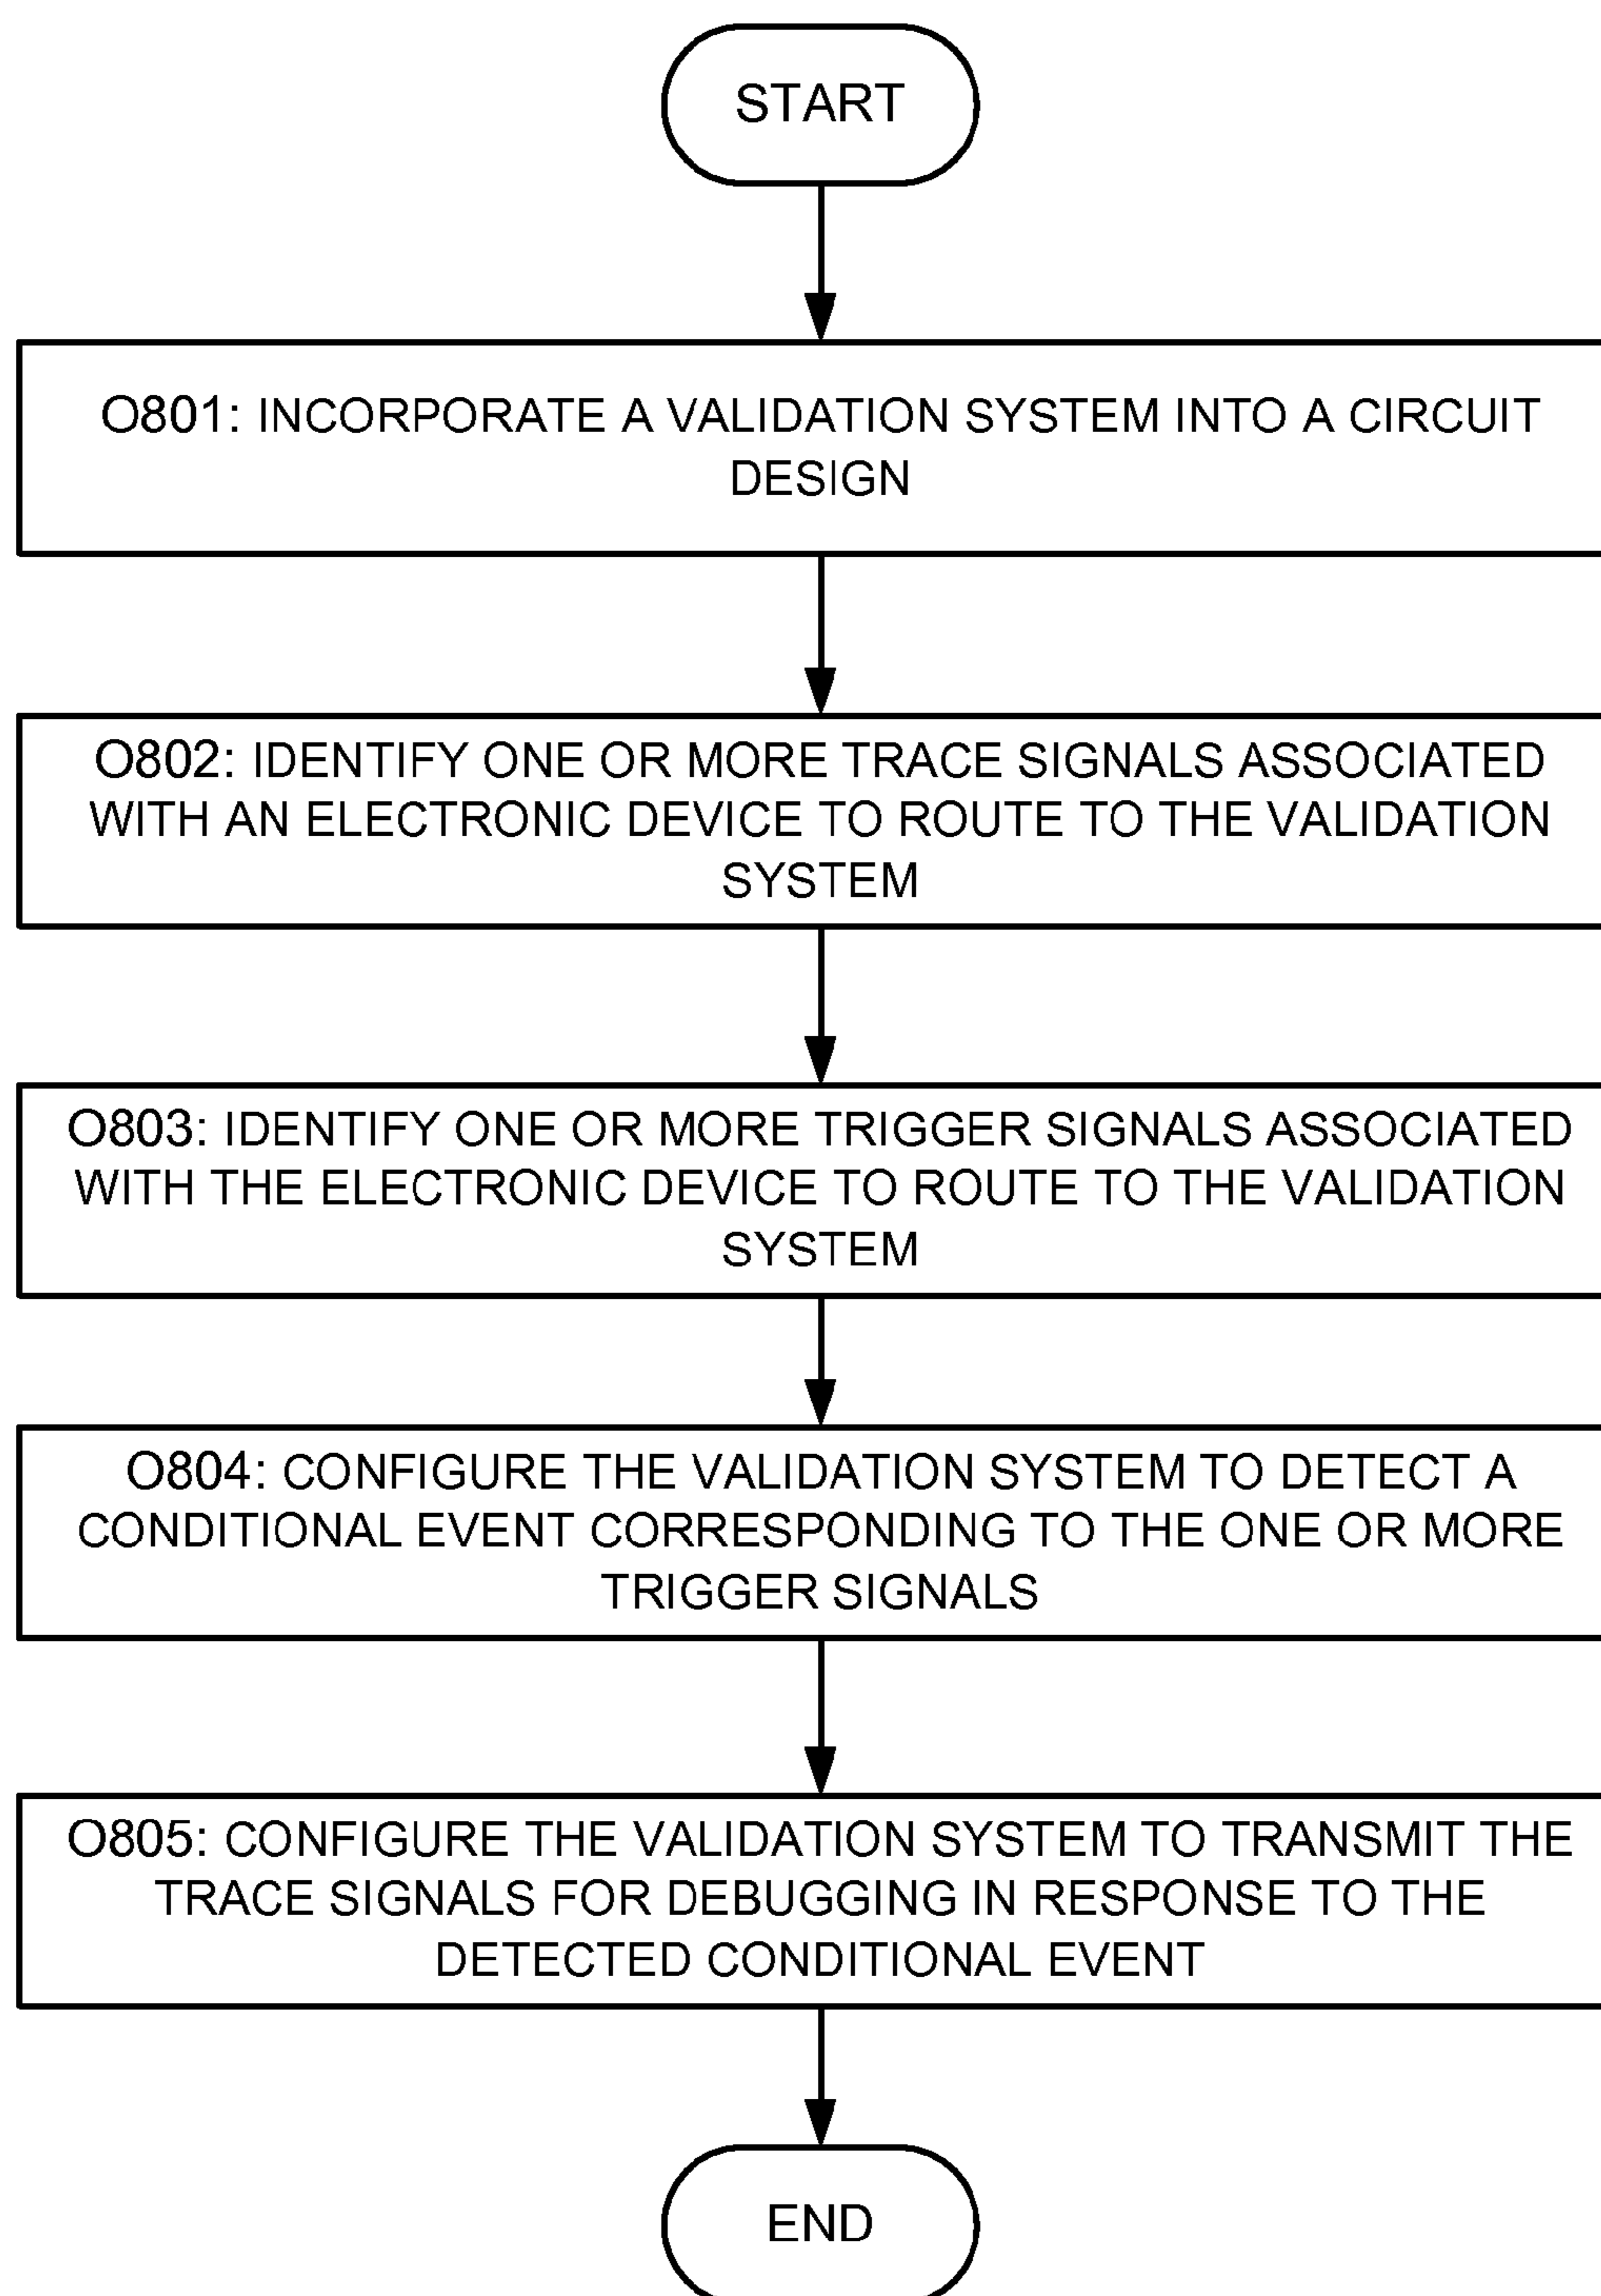 START
O801: INCORPORATE A VALIDATION SYSTEM INTO A CIRCUIT
DESIGN
O802: IDENTIFY ONE OR MORE TRACE SIGNALS ASSOCIATED
WITH AN ELECTRONIC DEVICE TO ROUTE TO THE VALIDATION
SYSTEM
O803: IDENTIFY ONE OR MORE TRIGGER SIGNALS ASSOCIATED
WITH THE ELECTRONIC DEVICE TO ROUTE TO THE VALIDATION
SYSTEM
O804: CONFIGURE THE VALIDATION SYSTEM TO DETECT A
CONDITIONAL EVENT CORRESPONDING TO THE ONE OR MORE
TRIGGER SIGNALS
O805: CONFIGURE THE VALIDATION SYSTEM TO TRANSMIT THE
TRACE SIGNALS FOR DEBUGGING IN RESPONSE TO THE
DETECTED CONDITIONAL EVENT
END